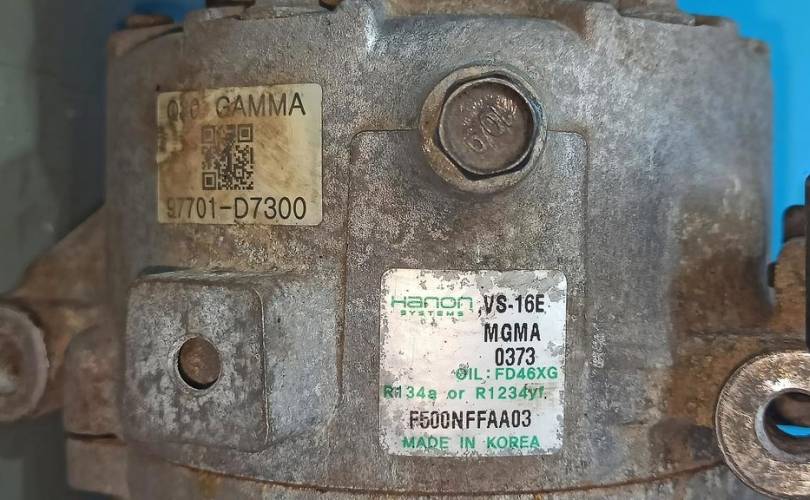 GAMMA
97701-D7300
Hanon
SYSTEMS
VS-16E
MGMA
0373
OIL: FD46XG
R134a or R1234yf.
F500NFFAA03
MADE IN KOREA